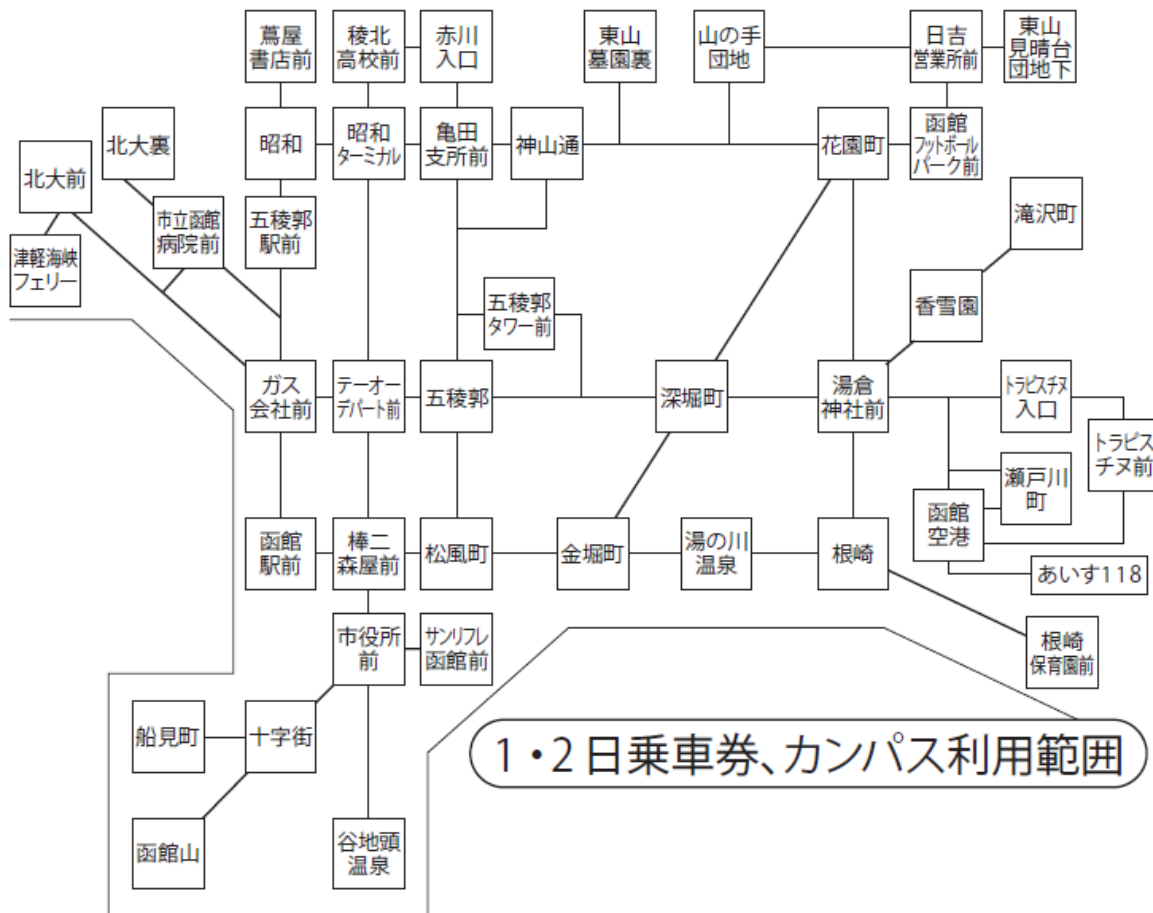 蔦屋
書店前
稜北
高校前
赤川
入口
東山
墓園裏
山の手
団地
日吉
営業所前
東山
見晴台
団地下
北大前
北大裏
昭和
昭和
ターミナル
亀田
支所前
神山通
花園町
函館
フットボール
パーク前
津軽海峡
フェリー
市立函館
病院前
五稜郭
駅前
滝沢町
香雪園
五稜郭
タワー前
ガス
会社前
テーオー
デパート前
五稜郭
深堀町
湯倉
神社前
トラピスチヌ
入口
トラピス
チヌ前
瀬戸川
町
函館
空港
あいす118
函館
駅前
棒二
森屋前
松風町
金堀町
湯の川
温泉
根崎
根崎
保育園前
市役所
前
サンリフレ
函館前
船見町
十字街
函館山
谷地頭
温泉
1・2日乗車券、カンパス利用範囲